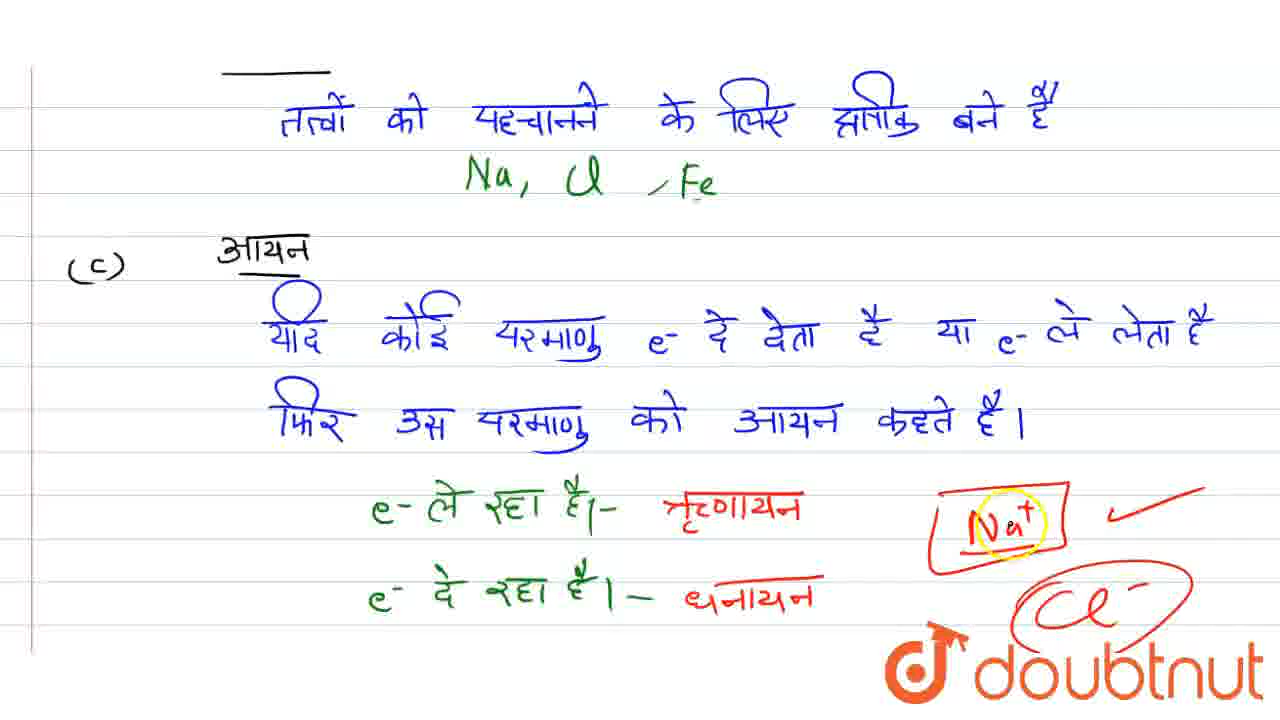 तत्वों को पहचानने के लिए प्रतीक बने हैं
Na, Cl, Fe
(c) आयन
यदि कोई परमाणु e- दे देता है या e- ले लेता है
फिर उस परमाणु को आयन कहते हैं।
e- ले रहा है।- ऋणायन
Na+
e- दे रहा है।- धनायन
Cl-
doubtnut